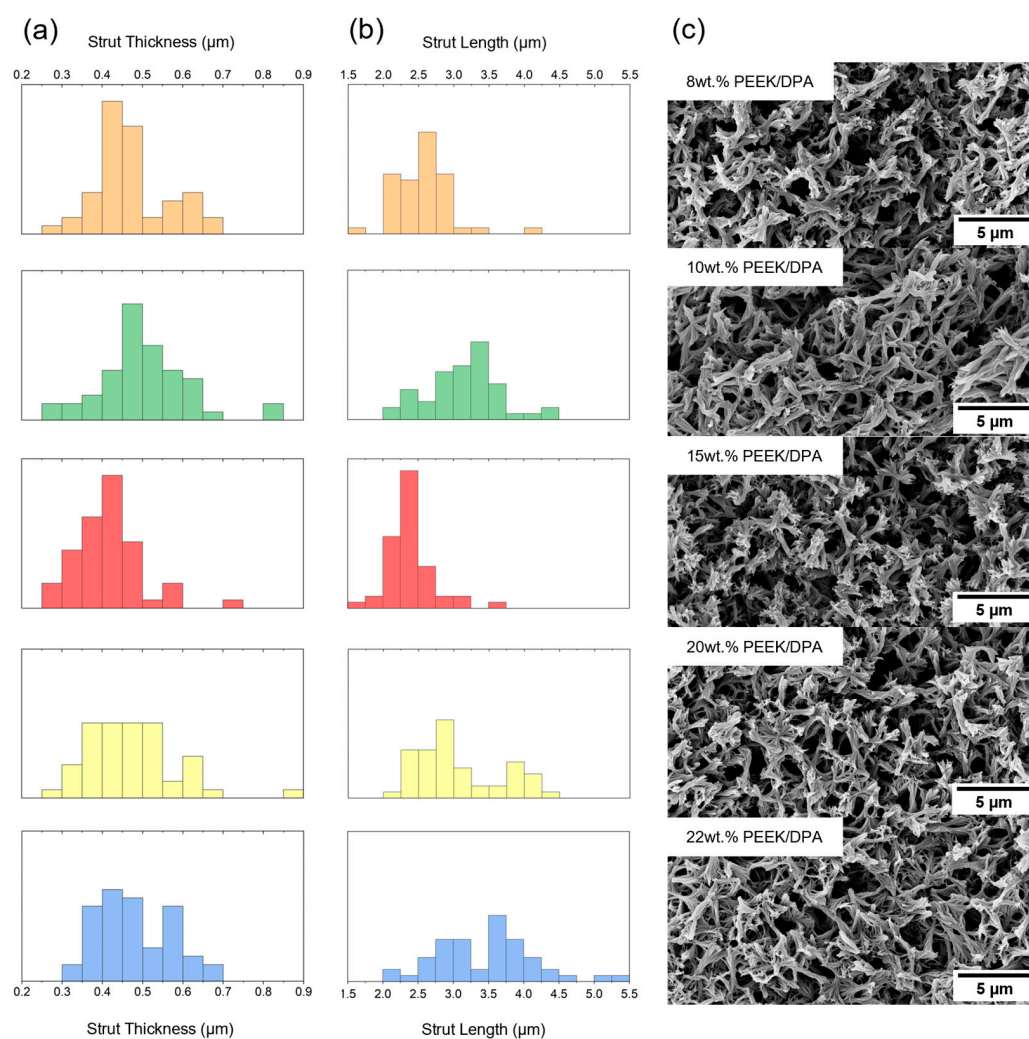 (a)
(b)
(c)
Strut Thickness (µm)
Strut Length (µm)
0.2 0.3 0.4 0.5 0.6 0.7 0.8 0.9
1.5 2.0 2.5 3.0 3.5 4.0 4.5 5.0 5.5
8wt.% PEEK/DPA
5 µm
10wt.% PEEK/DPA
5 µm
15wt.% PEEK/DPA
5 µm
20wt.% PEEK/DPA
5 µm
22wt.% PEEK/DPA
5 µm
0.2 0.3 0.4 0.5 0.6 0.7 0.8 0.9
1.5 2.0 2.5 3.0 3.5 4.0 4.5 5.0 5.5
Strut Thickness (µm)
Strut Length (µm)